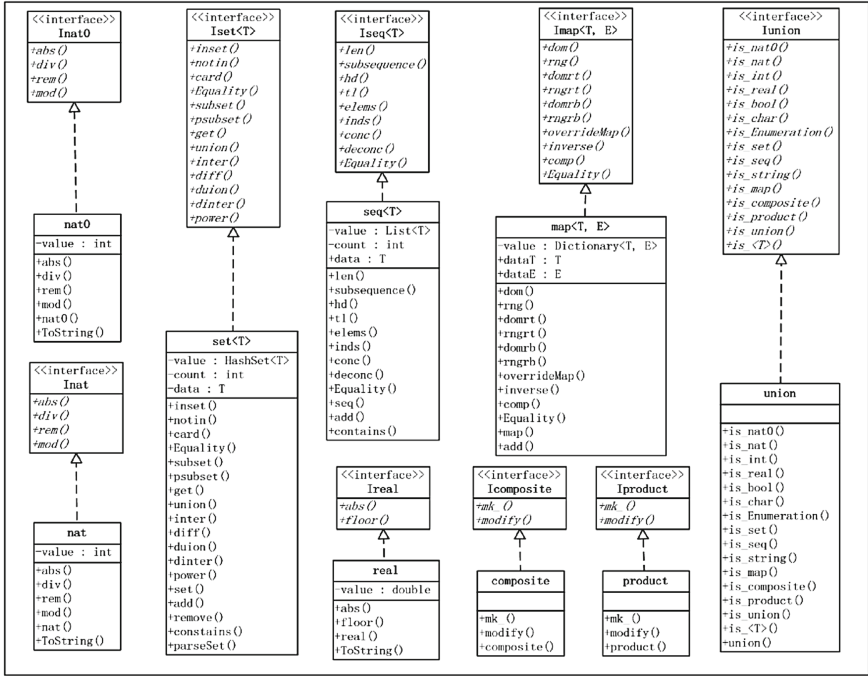 <<interface>>
Inat0
+abs()
+div()
+rem()
+mod()
nat0
-value : int
+abs()
+div()
+rem()
+mod()
+nat0()
+ToString()
<<interface>>
Inat
+abs()
+div()
+rem()
+mod()
nat
-value : int
+abs()
+div()
+rem()
+mod()
+nat()
+ToString()
<<interface>>
Iset<T>
+inset()
+notin()
+card()
+Equality()
+subset()
+psubset()
+get()
+union()
+inter()
+diff()
+duion()
+dinter()
+power()
set<T>
-value : HashSet<T>
-count : int
-data : T
+inset()
+notin()
+card()
+Equality()
+subset()
+psubset()
+get()
+union()
+inter()
+diff()
+duion()
+dinter()
+power()
+set()
+add()
+remove()
+constains()
+parseSet()
<<interface>>
Iseq<T>
+len()
+subsequence()
+hd()
+tl()
+elems()
+inds()
+conc()
+deconc()
+Equality()
seq<T>
-value : List<T>
-count : int
+data : T
+len()
+subsequence()
+hd()
+tl()
+elems()
+inds()
+conc()
+deconc()
+Equality()
+seq()
+add()
+contains()
<<interface>>
Ireal
+abs()
+floor()
real
-value : double
+abs()
+floor()
+real()
+ToString()
<<interface>>
Imap<T, E>
+dom()
+rng()
+domrt()
+rngrt()
+domrb()
+rngrb()
+overrideMap()
+inverse()
+comp()
+Equality()
map<T, E>
-value : Dictionary<T, E>
+dataT : T
+dataE : E
+dom()
+rng()
+domrt()
+rngrt()
+domrb()
+rngrb()
+overrideMap()
+inverse()
+comp()
+Equality()
+map()
+add()
<<interface>>
Icomposite
+mk_()
+modify()
composite
+mk ()
+modify()
+composite()
<<interface>>
Iproduct
+mk_()
+modify()
product
+mk ()
+modify()
+product()
<<interface>>
Iunion
+is_nat0()
+is_nat()
+is_int()
+is_real()
+is_bool()
+is_char()
+is_Enumeration()
+is_set()
+is_seq()
+is_string()
+is_map()
+is_composite()
+is_product()
+is_union()
+is_<T>()
union
+is_nat0()
+is_nat()
+is_int()
+is_real()
+is_bool()
+is_char()
+is_Enumeration()
+is_set()
+is_seq()
+is_string()
+is_map()
+is_composite()
+is_product()
+is_union()
+is_<T>()
+union()